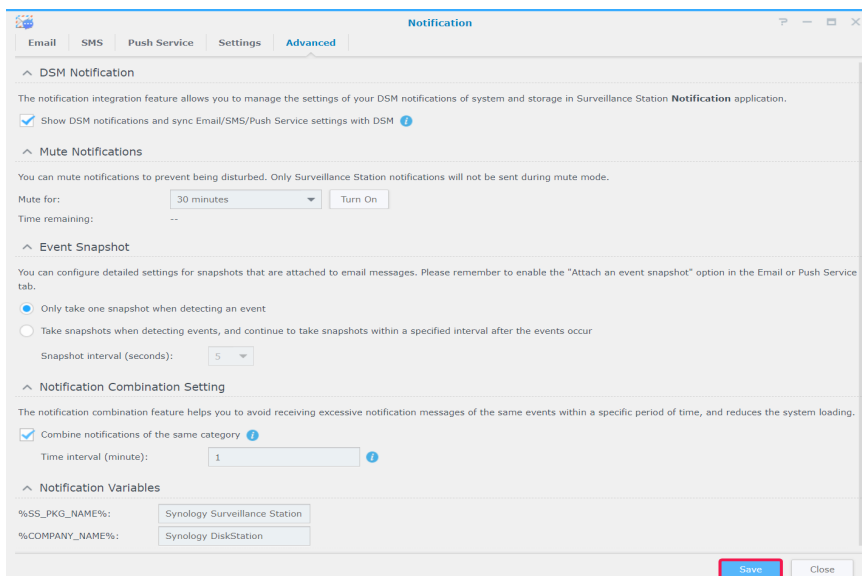 Notification
Email SMS Push Service Settings Advanced
DSM Notification
The notification integration feature allows you to manage the settings of your DSM notifications of system and storage in Surveillance Station Notification application.
Show DSM notifications and sync Email/SMS/Push Service settings with DSM
Mute Notifications
You can mute notifications to prevent being disturbed. Only Surveillance Station notifications will not be sent during mute mode.
Mute for: 30 minutes Turn On
Time remaining: --
Event Snapshot
You can configure detailed settings for snapshots that are attached to email messages. Please remember to enable the "Attach an event snapshot" option in the Email or Push Service
tab.
Only take one snapshot when detecting an event
Take snapshots when detecting events, and continue to take snapshots within a specified interval after the events occur
Snapshot interval (seconds): 5
Notification Combination Setting
The notification combination feature helps you to avoid receiving excessive notification messages of the same events within a specific period of time, and reduces the system loading.
Combine notifications of the same category
Time interval (minute): 1
Notification Variables
%SS_PKG_NAME%: Synology Surveillance Station
%COMPANY_NAME%: Synology DiskStation
Save Close